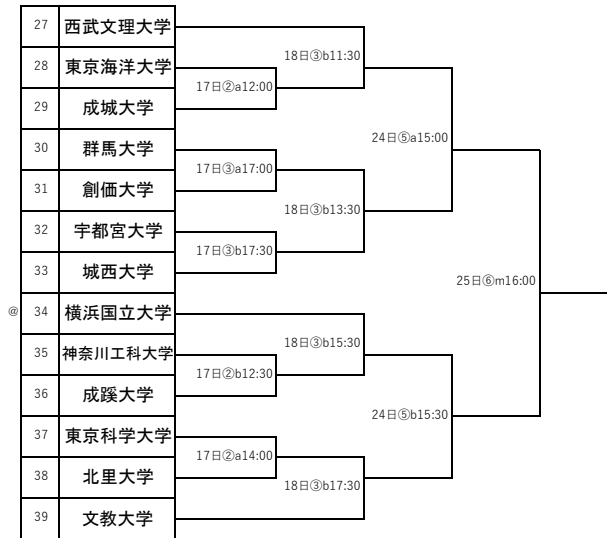 27 西武文理大学
28 東京海洋大学
29 成城大学
30 群馬大学
31 創価大学
32 宇都宮大学
33 城西大学
@ 34 横浜国立大学
35 神奈川工科大学
36 成蹊大学
37 東京科学大学
38 北里大学
39 文教大学
17日②a12:00
17日③a17:00
17日③b17:30
17日②b12:30
17日②a14:00
18日③b11:30
18日③b13:30
18日③b15:30
18日③b17:30
24日⑤a15:00
24日⑤b15:30
25日⑥m16:00